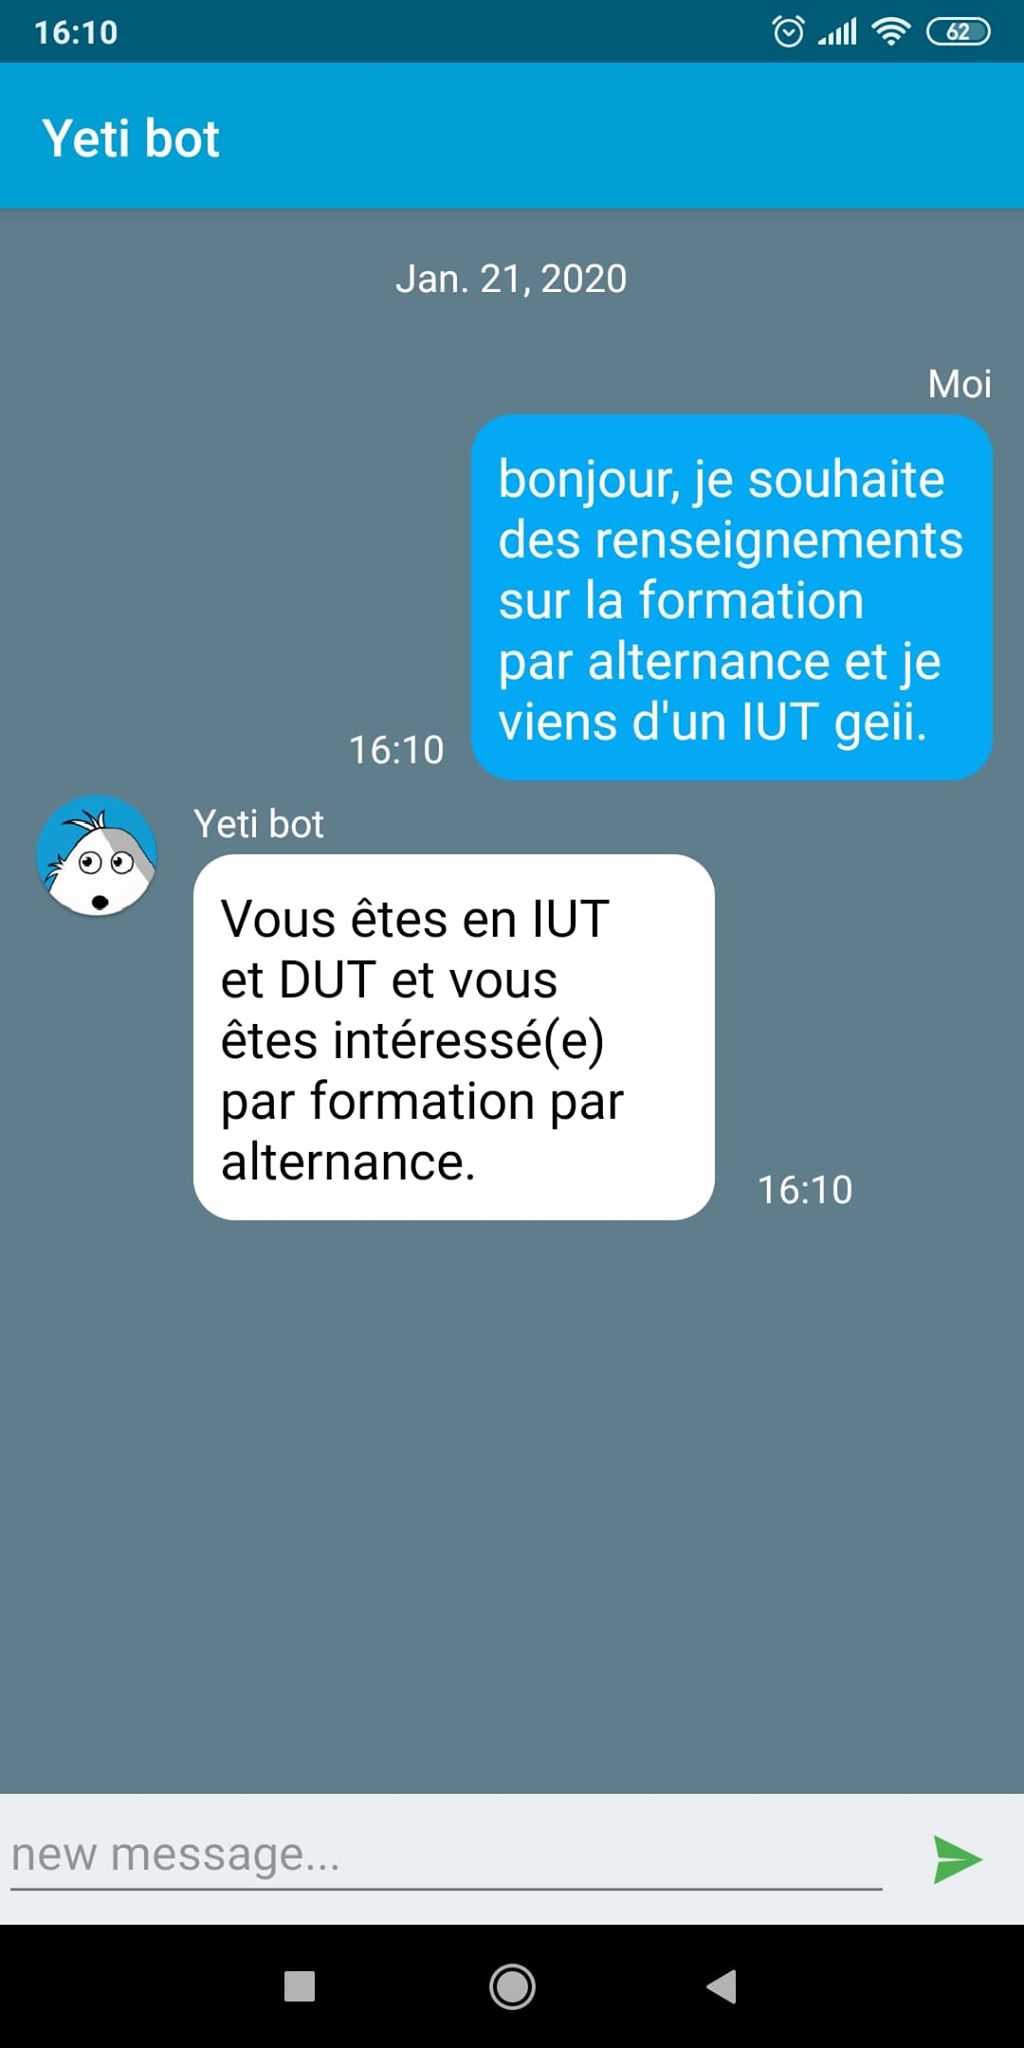 16:10
62
Yeti bot
Jan. 21, 2020
Moi
bonjour, je souhaite
des renseignements
sur la formation
par alternance et je
viens d'un IUT geii.
16:10
Yeti bot
Vous êtes en IUT
et DUT et vous
êtes intéressé(e)
par formation par
alternance.
16:10
new message...